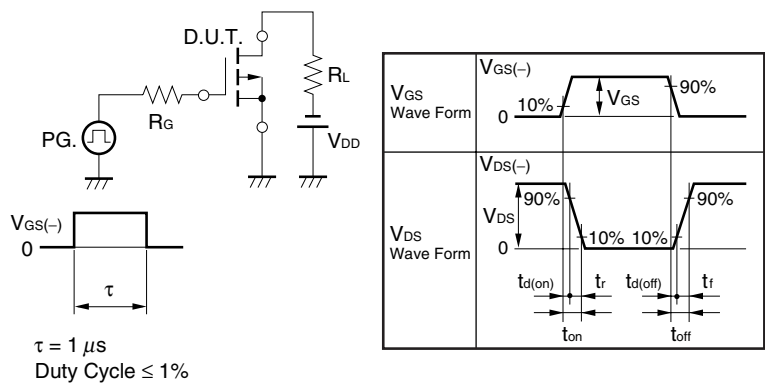 D.U.T.
RL
RG
PG.
VDD
VGS(−)
0
τ
τ = 1 μs
Duty Cycle ≤ 1%
VGS
Wave Form
VGS(−)
10%
0
VGS
90%
VDS
Wave Form
VDS(−)
90%
VDS
0
10% 10%
90%
td(on) tr td(off) tf
ton toff